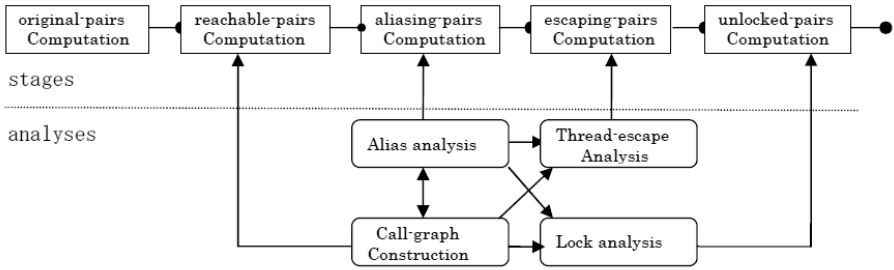 original-pairs
Computation
reachable-pairs
Computation
aliasing-pairs
Computation
escaping-pairs
Computation
unlocked-pairs
Computation
stages
analyses
Alias analysis
Thread-escape
Analysis
Call-graph
Construction
Lock analysis